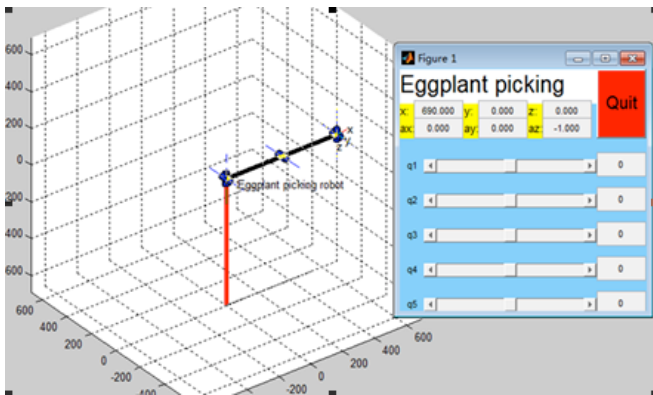 Figure 1
Eggplant picking
Quit
x: 690.000 y: 0.000 z: 0.000
ax: 0.000 ay: 0.000 az: -1.000
q1 0
q2 0
q3 0
q4 0
q5 0
600
400
200
0
-200
400
600
x
y
z
Eggplant picking robot
600
400
200
0
-200
-200
0
200
400
600